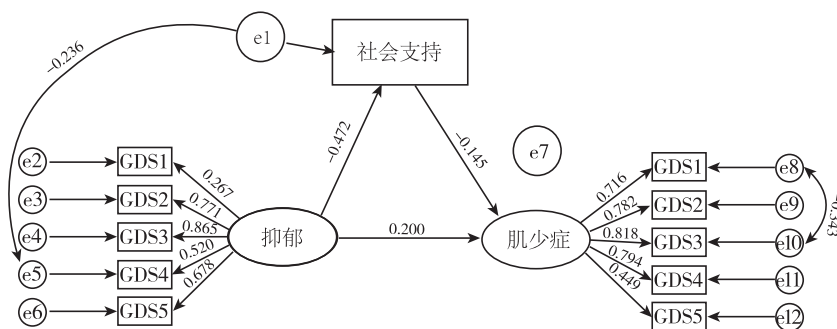 e1
社会支持
−0.236
−0.472
−0.145
e7
e2
GDS1
0.267
e3
GDS2
0.771
e4
GDS3
0.865
抑郁
0.200
肌少症
e5
GDS4
0.520
e6
GDS5
0.678
0.716
GDS1
e8
0.782
GDS2
e9
−0.343
0.818
GDS3
e10
0.794
GDS4
e11
0.449
GDS5
e12